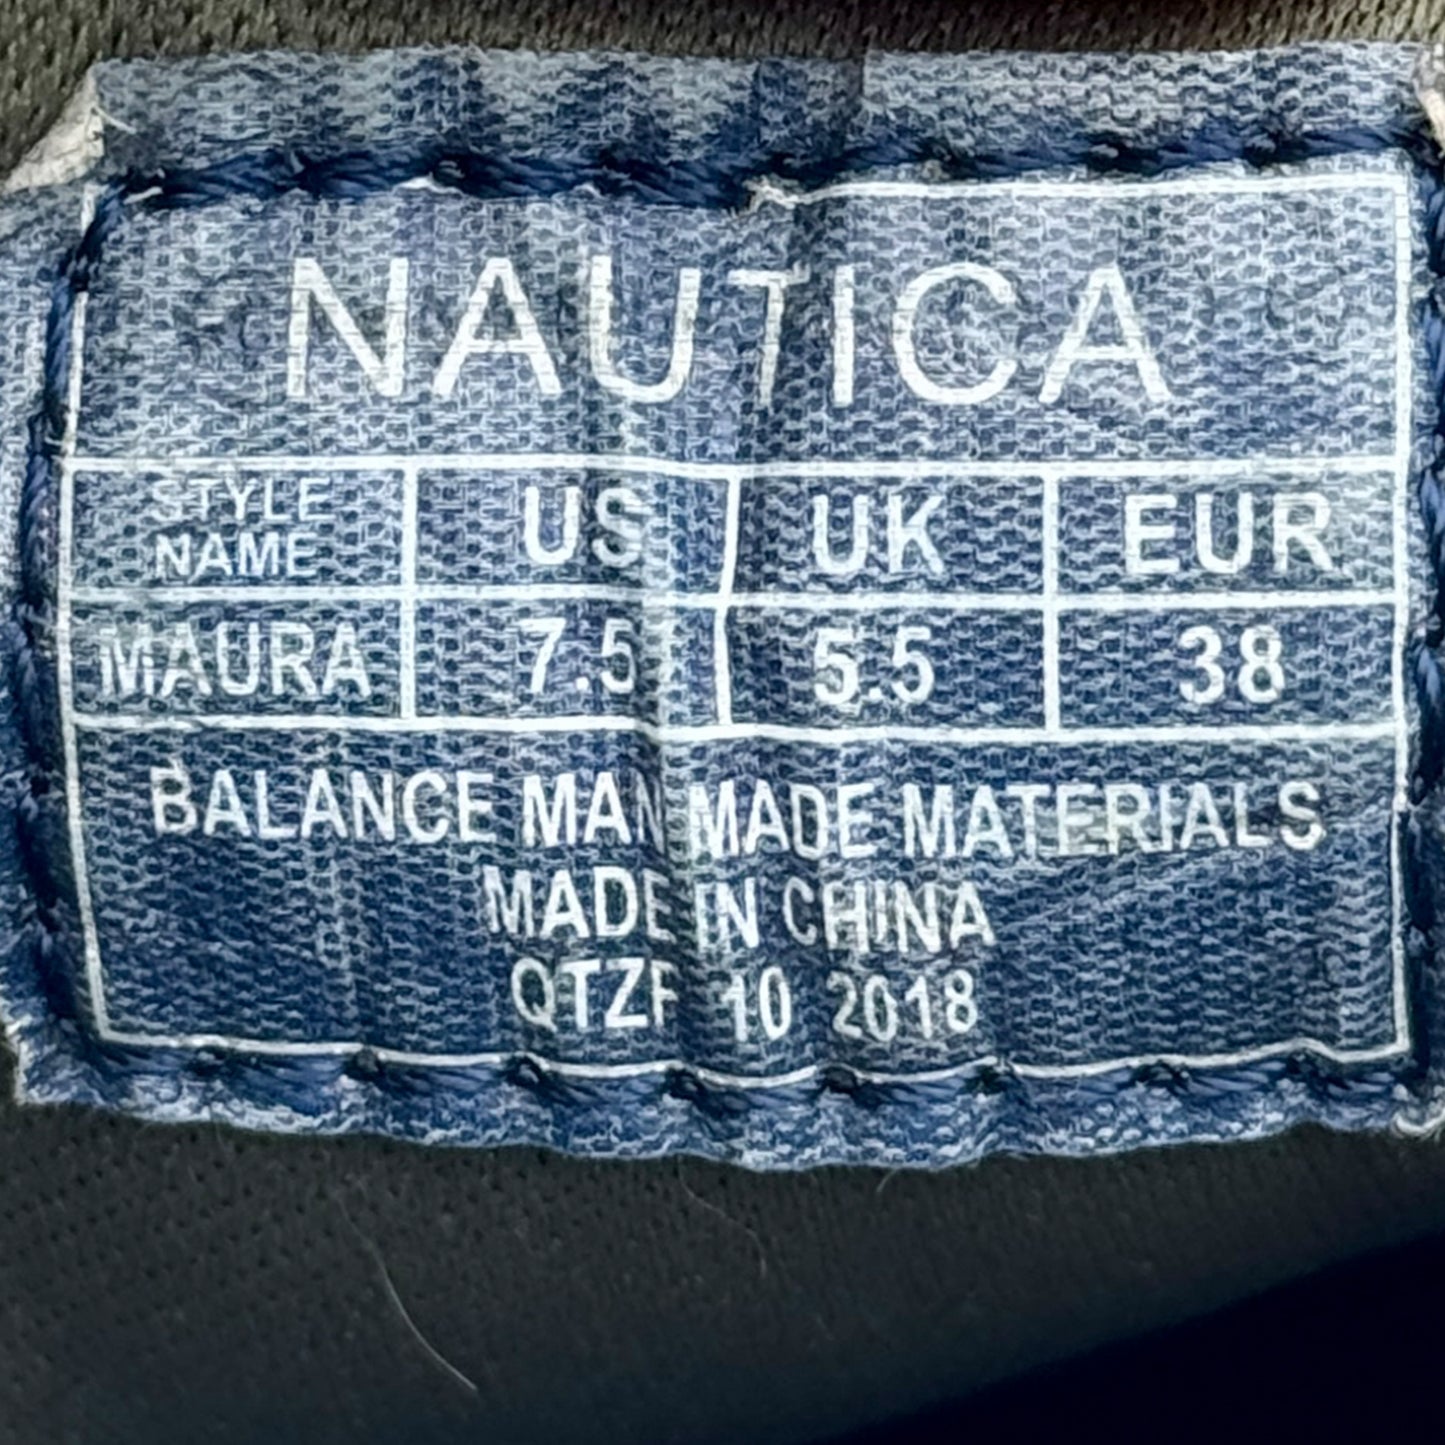 NAUTICA
STYLE NAME US UK EUR
MAURA 7.5 5.5 38
BALANCE MAN MADE MATERIALS
MADE IN CHINA
QTZF 10 2018